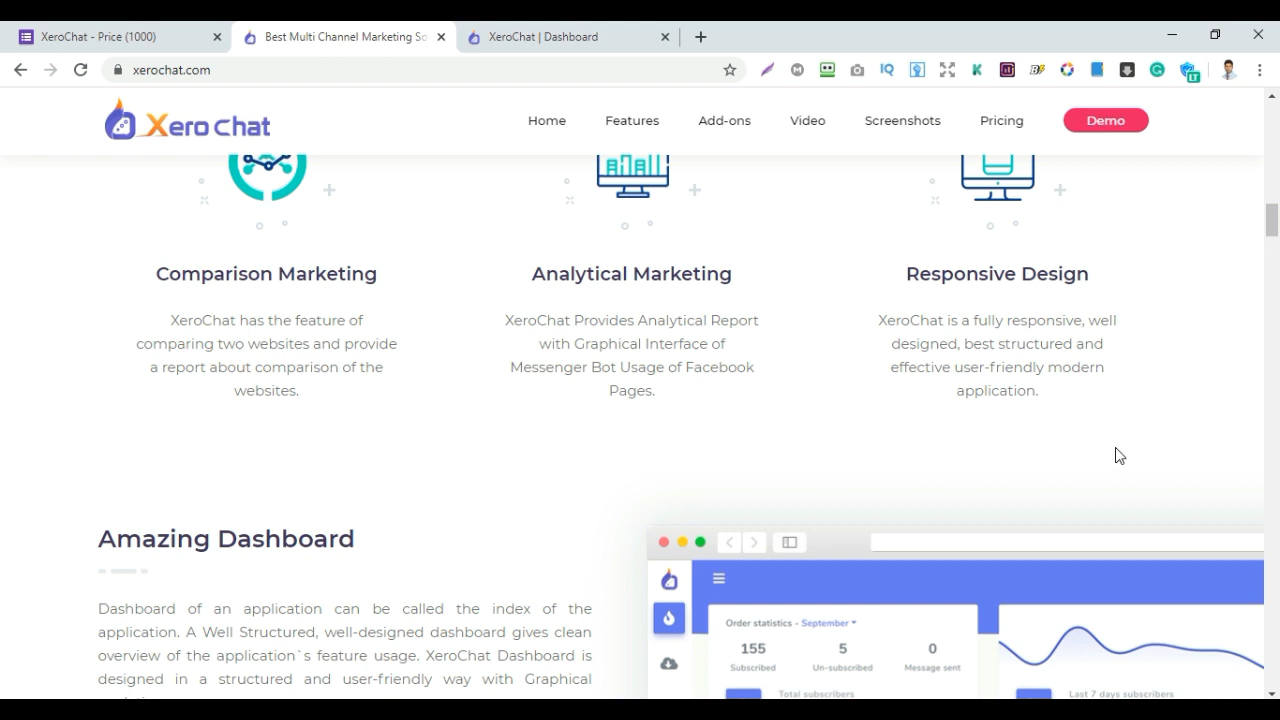 XeroChat - Price (1000)
Best Multi Channel Marketing So
XeroChat | Dashboard
xerochat.com
Xero Chat
Home
Features
Add-ons
Video
Screenshots
Pricing
Demo
Comparison Marketing
Analytical Marketing
Responsive Design
XeroChat has the feature of
comparing two websites and provide
a report about comparison of the
websites.
XeroChat Provides Analytical Report
with Graphical Interface of
Messenger Bot Usage of Facebook
Pages.
XeroChat is a fully responsive, well
designed, best structured and
effective user-friendly modern
application.
Amazing Dashboard
Dashboard of an application can be called the index of the
application. A Well Structured, well-designed dashboard gives clean
overview of the application`s feature usage. XeroChat Dashboard is
designed in a structured and user-friendly way with Graphical
Order statistics - September
155
5
0
Subscribed
Un-subscribed
Message sent
Total subscribers
Last 7 days subscribers